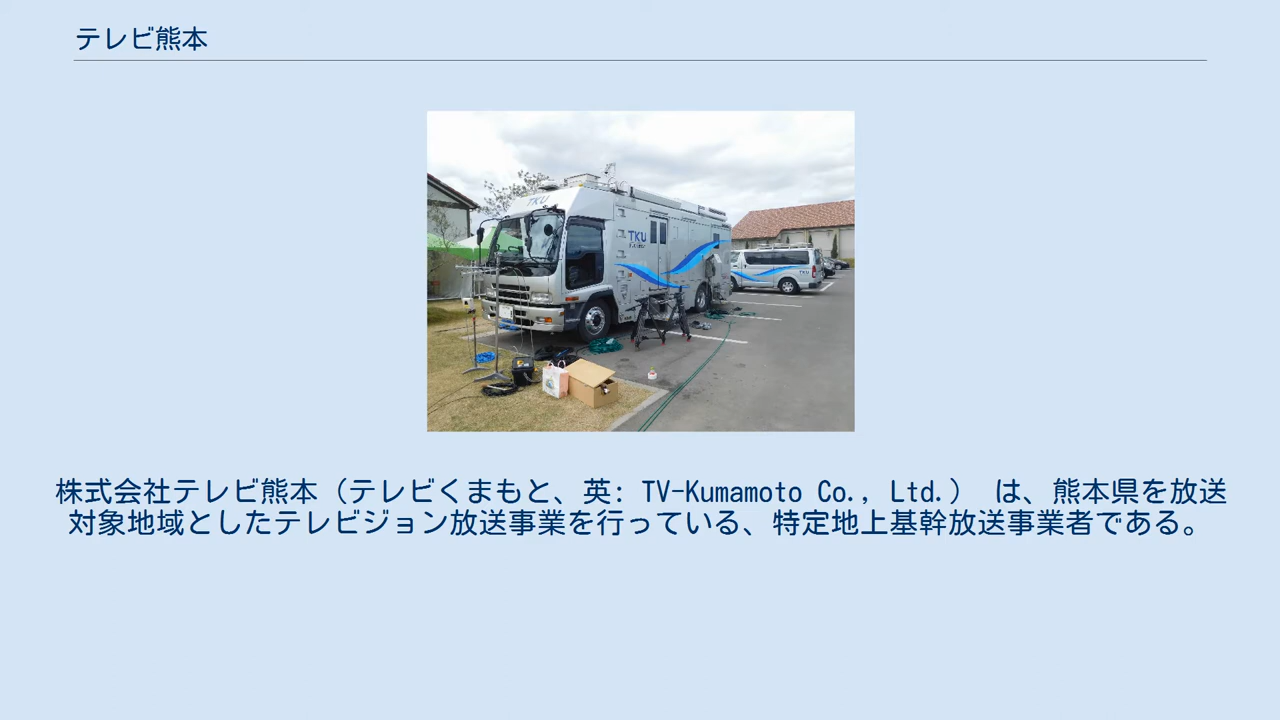 テレビ熊本
TKU
TKU
TKU
株式会社テレビ熊本（テレビくまもと、英: TV-Kumamoto Co., Ltd.） は、熊本県を放送
対象地域としたテレビジョン放送事業を行っている、特定地上基幹放送事業者である。